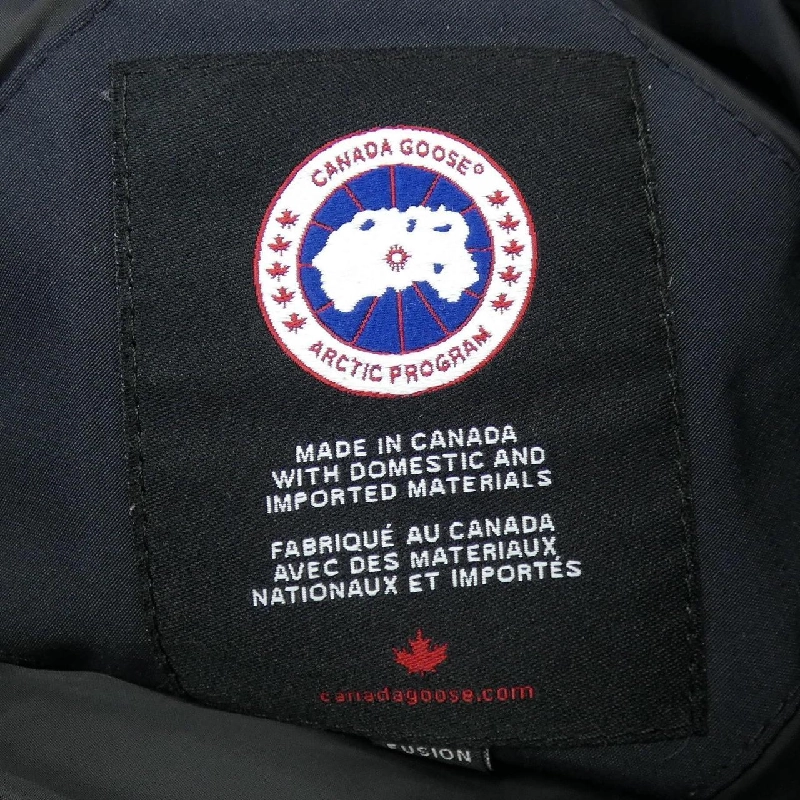 CANADA GOOSE®
ARCTIC PROGRAM
MADE IN CANADA
WITH DOMESTIC AND
IMPORTED MATERIALS
FABRIQUÉ AU CANADA
AVEC DES MATERIAUX
NATIONAUX ET IMPORTÉS
canadagoose.com
FUSION